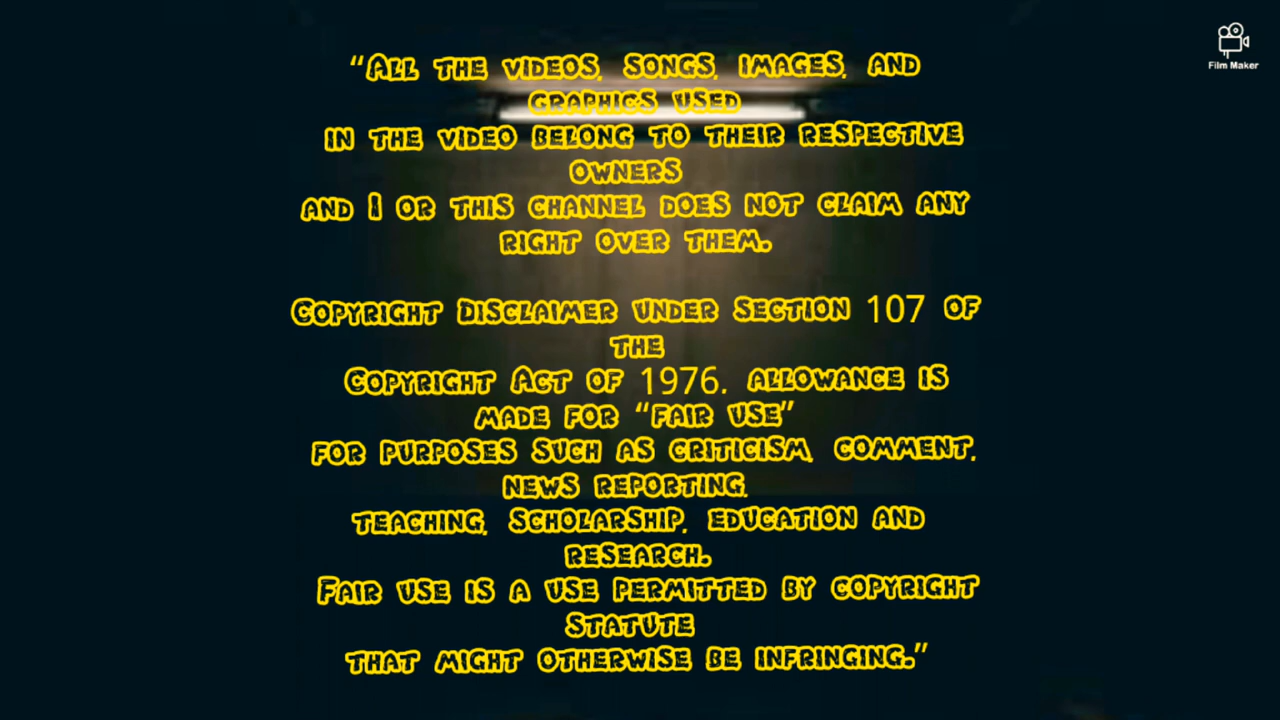 “All the videos, songs, images, and
graphics used
in the video belong to their respective
owners
and I or this channel does not claim any
right over them.
Copyright Disclaimer under section 107 of
the
Copyright Act of 1976, allowance is
made for “fair use”
for purposes such as criticism, comment,
news reporting,
teaching, scholarship, education and
research.
Fair use is a use permitted by copyright
statute
that might otherwise be infringing.”
Film Maker